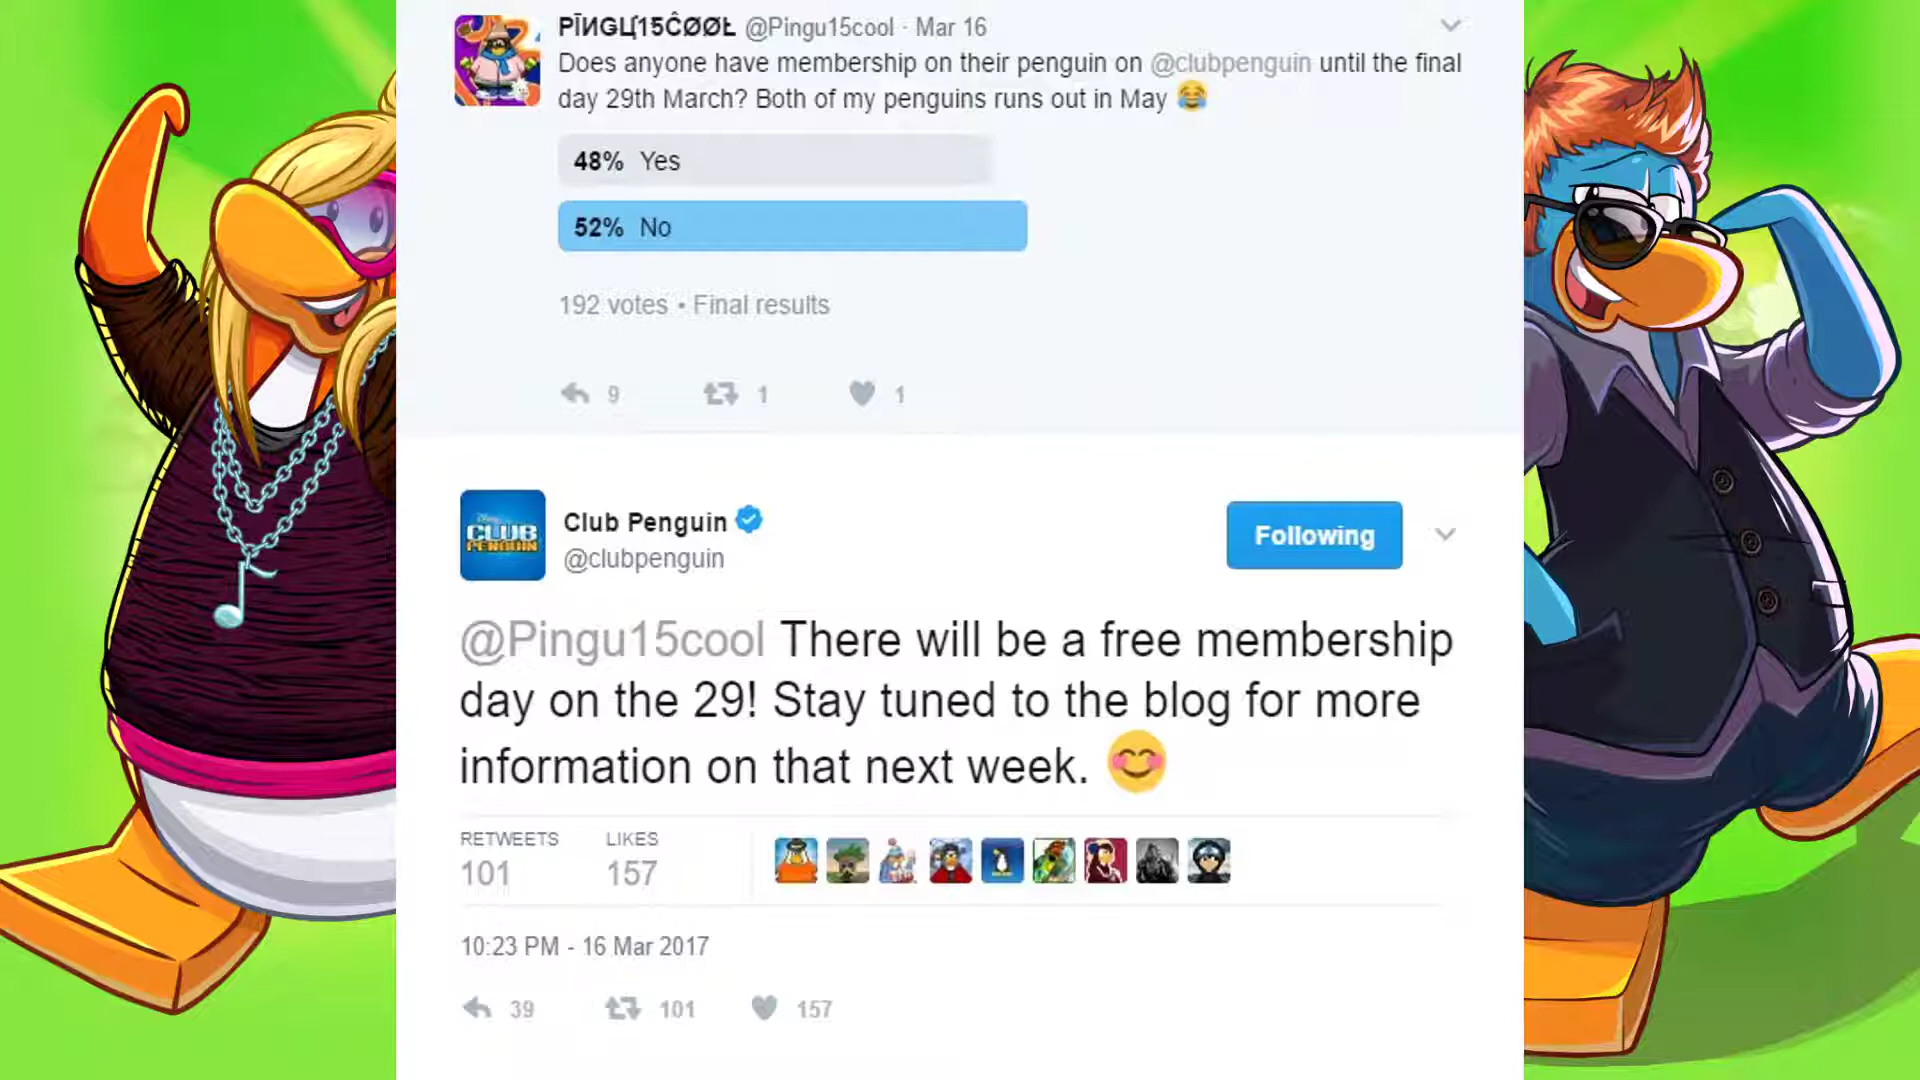 PĪИGЦ15ĈØØŁ @Pingu15cool · Mar 16
Does anyone have membership on their penguin on @clubpenguin until the final
day 29th March? Both of my penguins runs out in May 😂
48% Yes
52% No
192 votes • Final results
9 1 1
CLUB
PENGUIN
Club Penguin
@clubpenguin
Following
@Pingu15cool There will be a free membership
day on the 29! Stay tuned to the blog for more
information on that next week. 😊
RETWEETS LIKES
101 157
10:23 PM - 16 Mar 2017
39 101 157